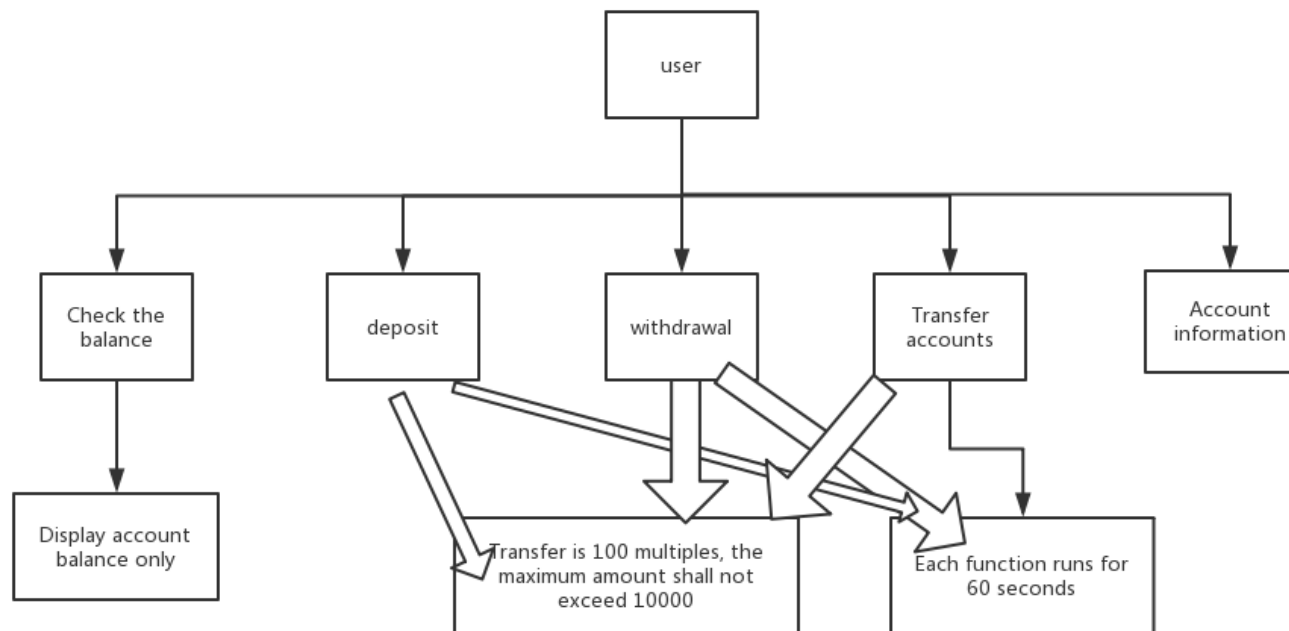 user
Check the
balance
deposit
withdrawal
Transfer
accounts
Account
information
Display account
balance only
Transfer is 100 multiples, the
maximum amount shall not
exceed 10000
Each function runs for
60 seconds